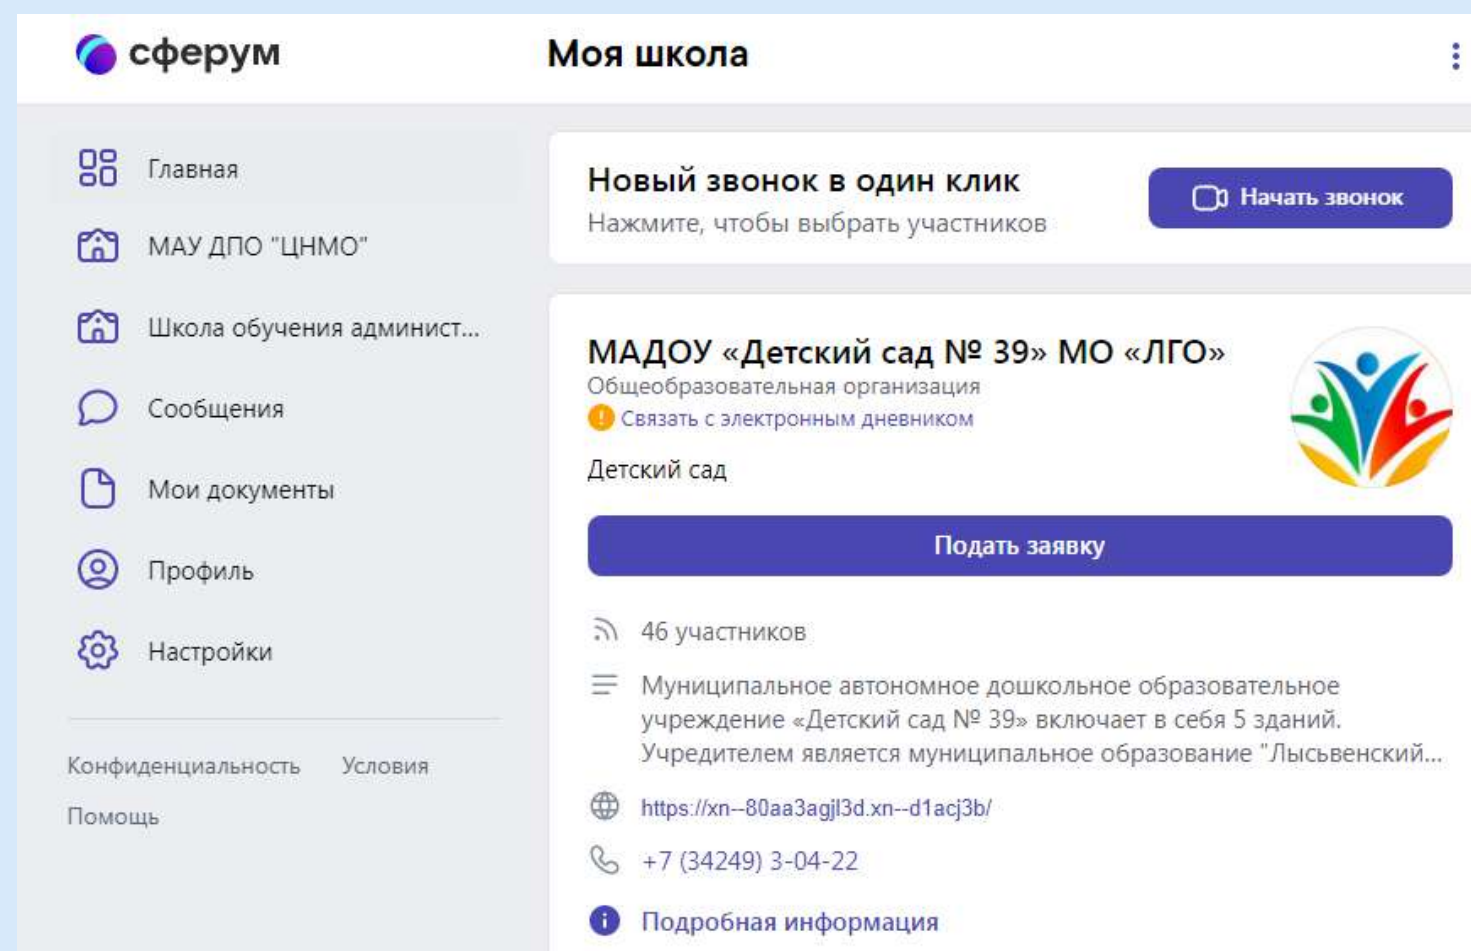 сферум
Моя школа
Главная
МАУ ДПО "ЦНМО"
Школа обучения админист...
Сообщения
Мои документы
Профиль
Настройки
Конфиденциальность Условия
Помощь
Новый звонок в один клик
Нажмите, чтобы выбрать участников
Начать звонок
МАДОУ «Детский сад № 39» МО «ЛГО»
Общеобразовательная организация
Связать с электронным дневником
Детский сад
Подать заявку
46 участников
Муниципальное автономное дошкольное образовательное
учреждение «Детский сад № 39» включает в себя 5 зданий.
Учредителем является муниципальное образование "Лысьвенский...
https://xn--80aa3agjl3d.xn--d1acj3b/
+7 (34249) 3-04-22
Подробная информация